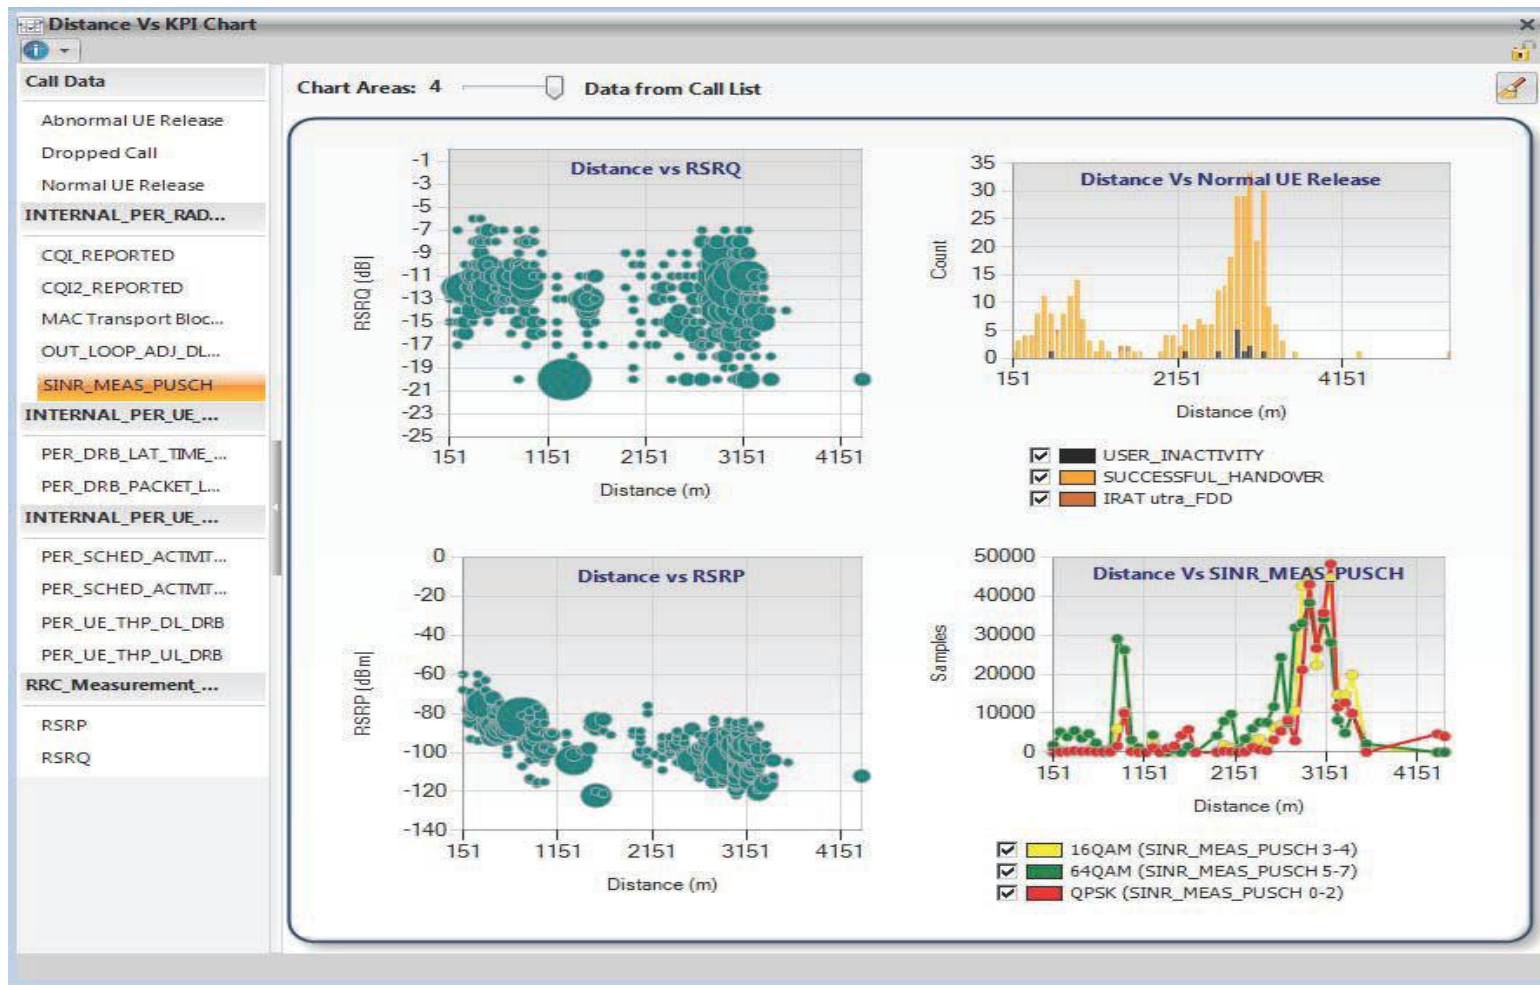 Distance Vs KPI Chart
Call Data
Abnormal UE Release
Dropped Call
Normal UE Release
INTERNAL_PER_RAD...
CQI_REPORTED
CQI2_REPORTED
MAC Transport Bloc...
OUT_LOOP_ADJ_DL...
SINR_MEAS_PUSCH
INTERNAL_PER_UE_...
PER_DRB_LAT_TIME_...
PER_DRB_PACKET_L...
INTERNAL_PER_UE_...
PER_SCHED_ACTIVIT...
PER_SCHED_ACTIVIT...
PER_UE_THP_DL_DRB
PER_UE_THP_UL_DRB
RRC_Measurement_...
RSRP
RSRQ
Chart Areas: 4 Data from Call List
Distance vs RSRQ
RSRQ [dB]
-1
-3
-5
-7
-9
-11
-13
-15
-17
-19
-21
-23
-25
151 1151 2151 3151 4151
Distance (m)
Distance Vs Normal UE Release
Count
35
30
25
20
15
10
5
0
151 2151 4151
Distance (m)
USER_INACTIVITY
SUCCESSFUL_HANDOVER
IRAT utra_FDD
Distance vs RSRP
RSRP [dBm]
0
-20
-40
-60
-80
-100
-120
-140
151 1151 2151 3151 4151
Distance (m)
Distance Vs SINR_MEAS_PUSCH
Samples
50000
40000
30000
20000
10000
0
151 1151 2151 3151 4151
Distance (m)
16QAM (SINR_MEAS_PUSCH 3-4)
64QAM (SINR_MEAS_PUSCH 5-7)
QPSK (SINR_MEAS_PUSCH 0-2)